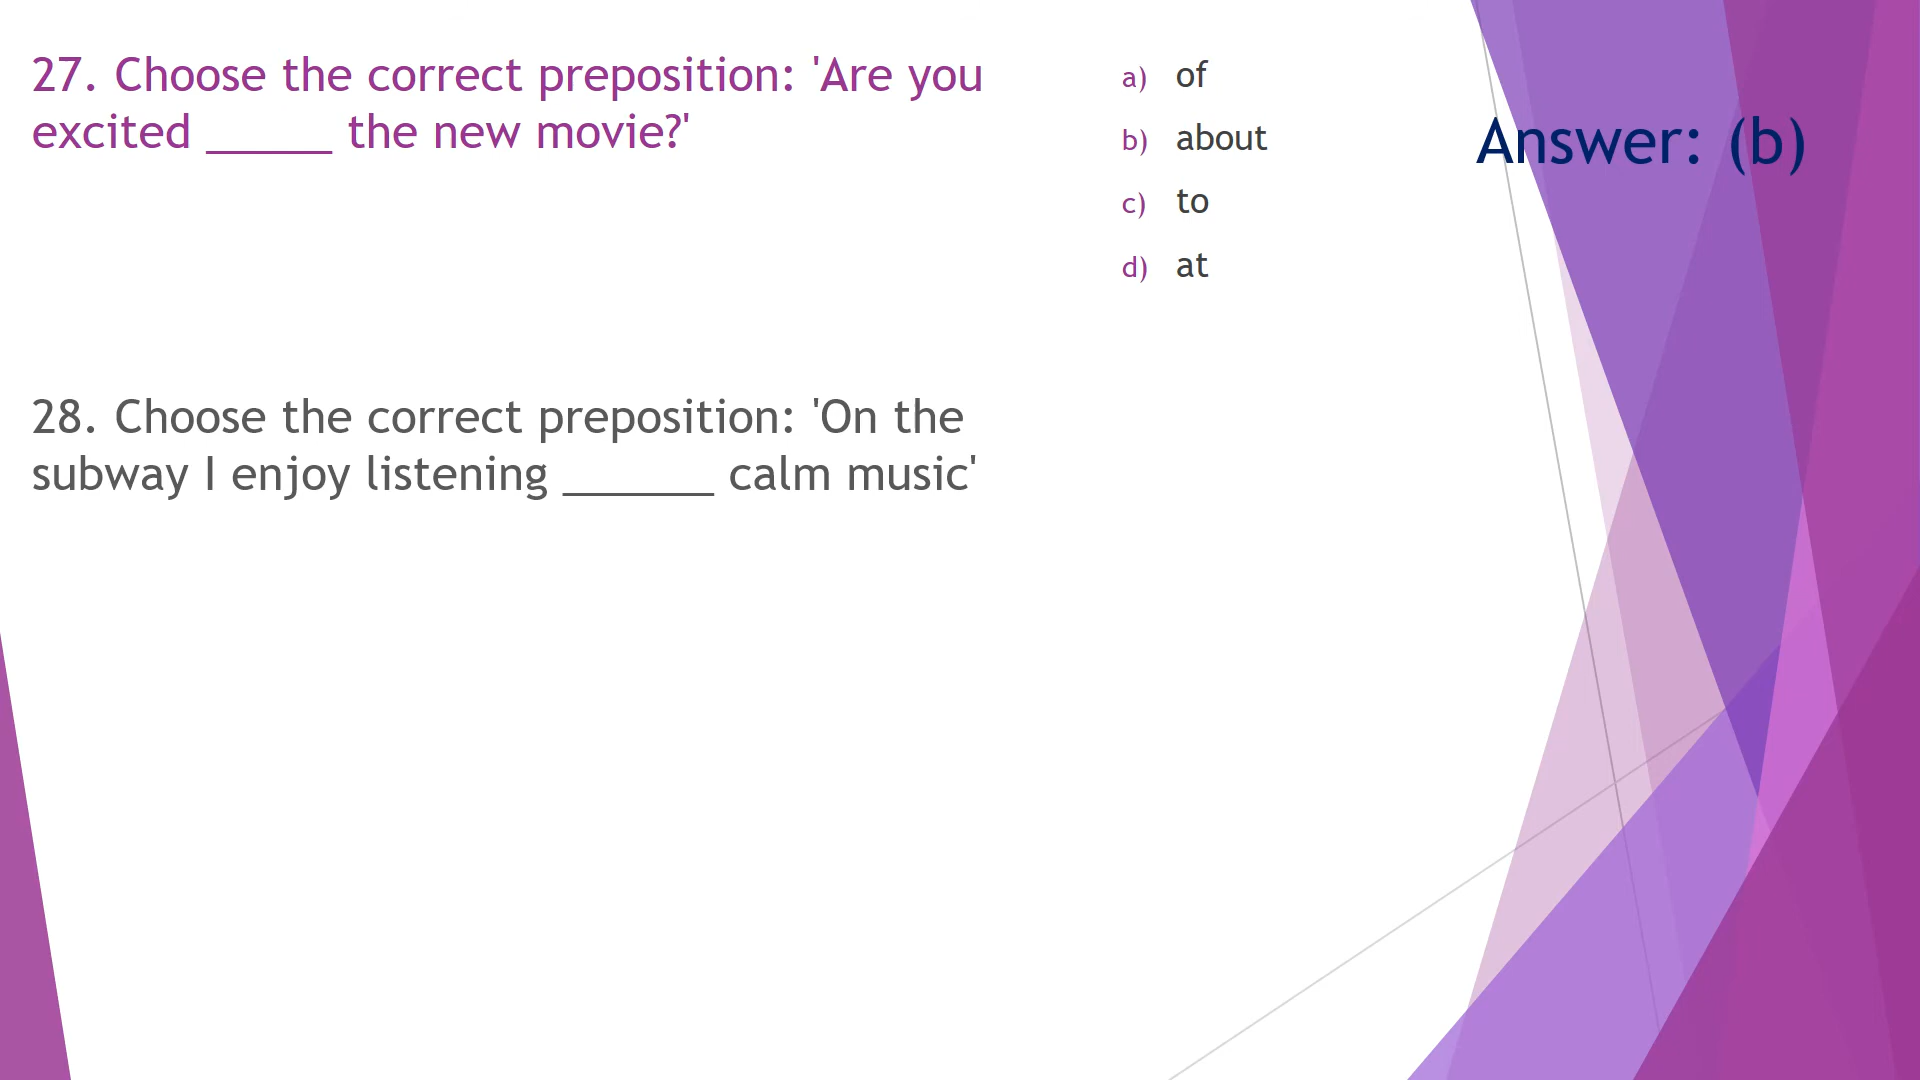 27. Choose the correct preposition: 'Are you
excited _____ the new movie?'
a) of
b) about
c) to
d) at
Answer: (b)
28. Choose the correct preposition: 'On the
subway I enjoy listening ______ calm music'